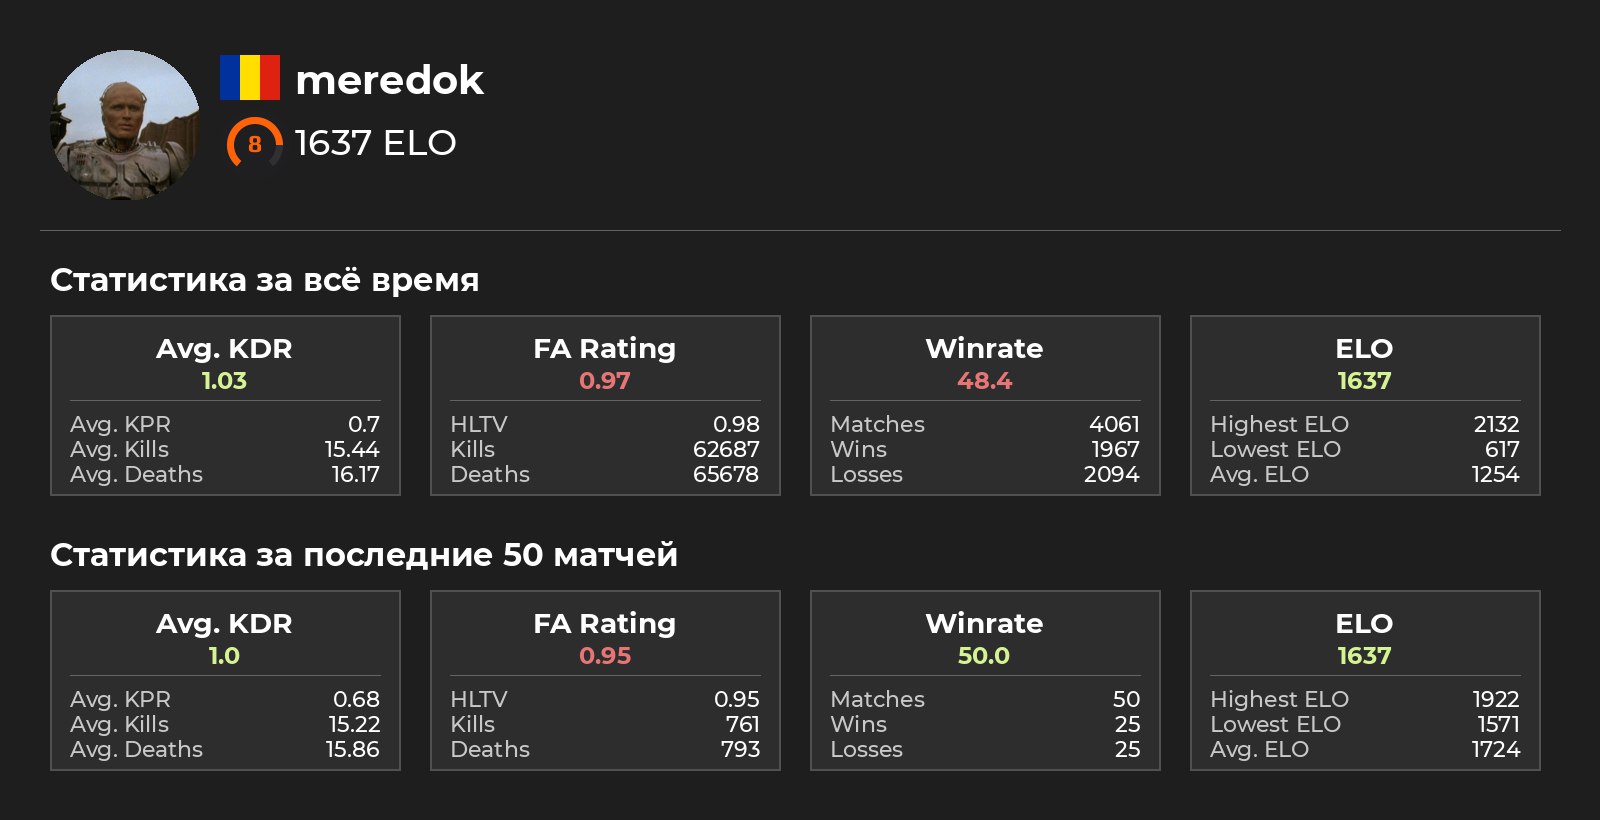 meredok
8 1637 ELO
Статистика за всё время
Avg. KDR
1.03
Avg. KPR 0.7
Avg. Kills 15.44
Avg. Deaths 16.17
FA Rating
0.97
HLTV 0.98
Kills 62687
Deaths 65678
Winrate
48.4
Matches 4061
Wins 1967
Losses 2094
ELO
1637
Highest ELO 2132
Lowest ELO 617
Avg. ELO 1254
Статистика за последние 50 матчей
Avg. KDR
1.0
Avg. KPR 0.68
Avg. Kills 15.22
Avg. Deaths 15.86
FA Rating
0.95
HLTV 0.95
Kills 761
Deaths 793
Winrate
50.0
Matches 50
Wins 25
Losses 25
ELO
1637
Highest ELO 1922
Lowest ELO 1571
Avg. ELO 1724